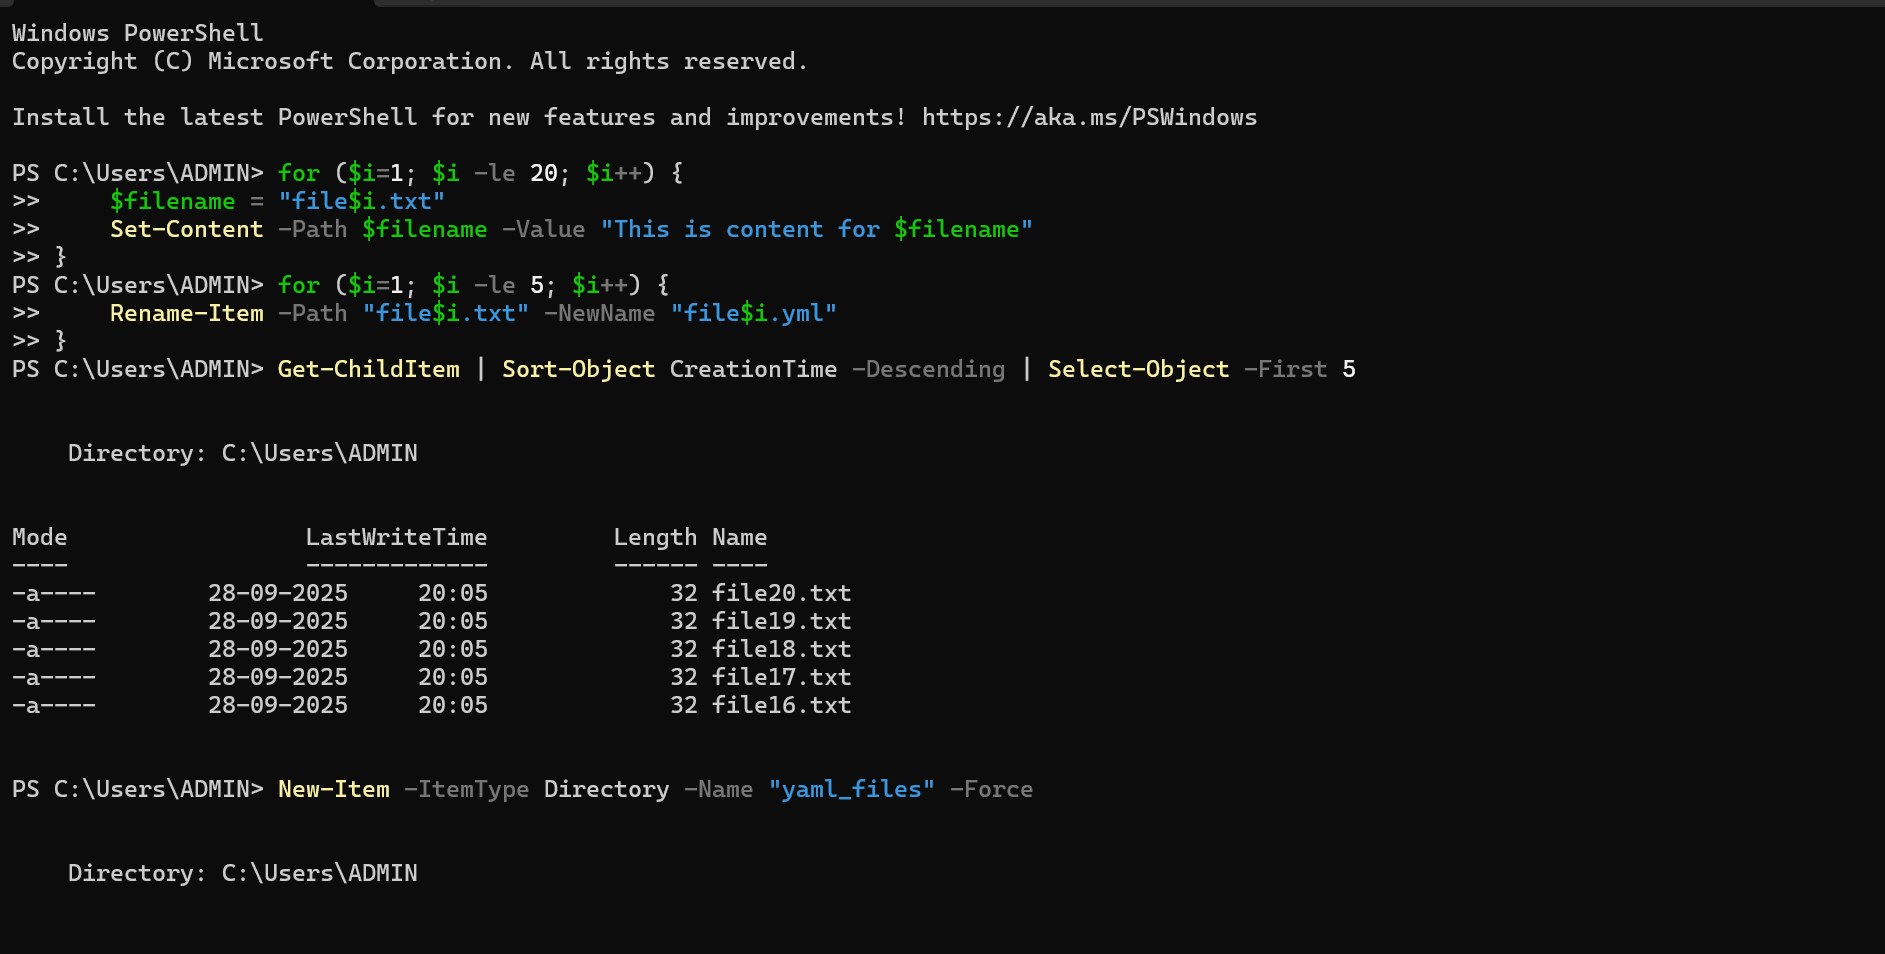 Windows PowerShell
Copyright (C) Microsoft Corporation. All rights reserved.
Install the latest PowerShell for new features and improvements! https://aka.ms/PSWindows
PS C:\Users\ADMIN> for ($i=1; $i -le 20; $i++) {
>>     $filename = "file$i.txt"
>>     Set-Content -Path $filename -Value "This is content for $filename"
>> }
PS C:\Users\ADMIN> for ($i=1; $i -le 5; $i++) {
>>     Rename-Item -Path "file$i.txt" -NewName "file$i.yml"
>> }
PS C:\Users\ADMIN> Get-ChildItem | Sort-Object CreationTime -Descending | Select-Object -First 5
    Directory: C:\Users\ADMIN
Mode                 LastWriteTime         Length Name
----                 -------------         ------ ----
-a----        28-09-2025     20:05             32 file20.txt
-a----        28-09-2025     20:05             32 file19.txt
-a----        28-09-2025     20:05             32 file18.txt
-a----        28-09-2025     20:05             32 file17.txt
-a----        28-09-2025     20:05             32 file16.txt
PS C:\Users\ADMIN> New-Item -ItemType Directory -Name "yaml_files" -Force
    Directory: C:\Users\ADMIN